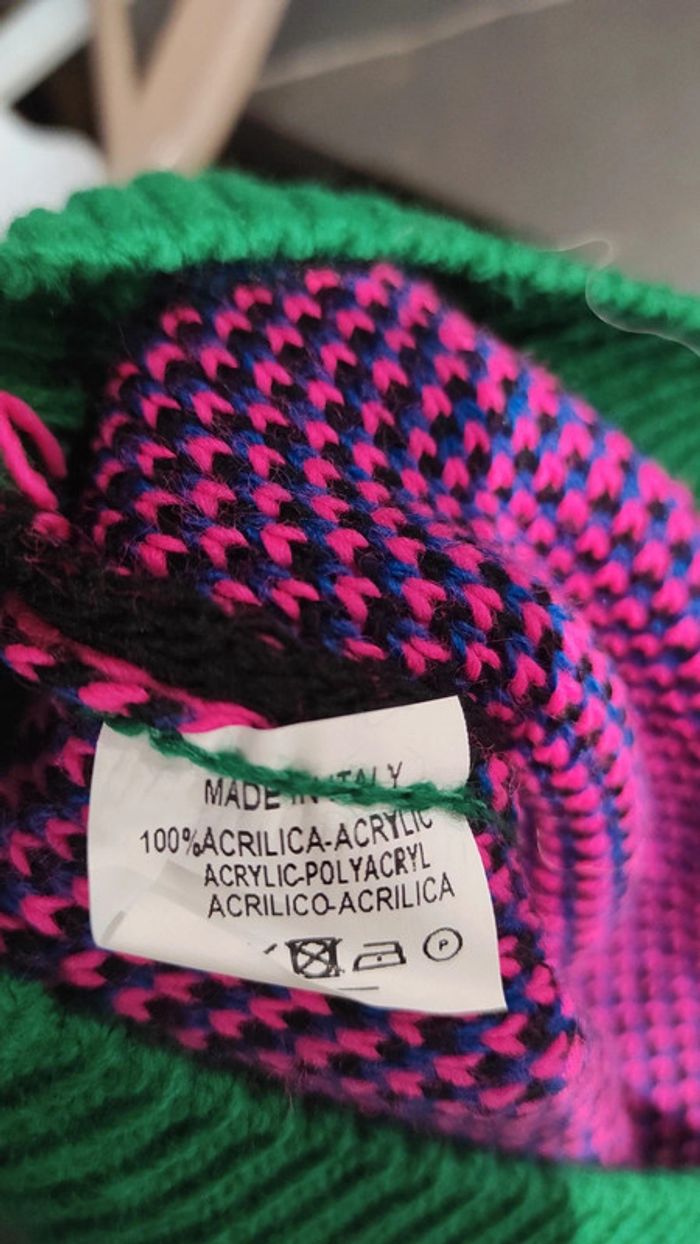 MADE IN ITALY
100%ACRILICA-ACRYLIC
ACRYLIC-POLYACRYL
ACRILICO-ACRILICA
P